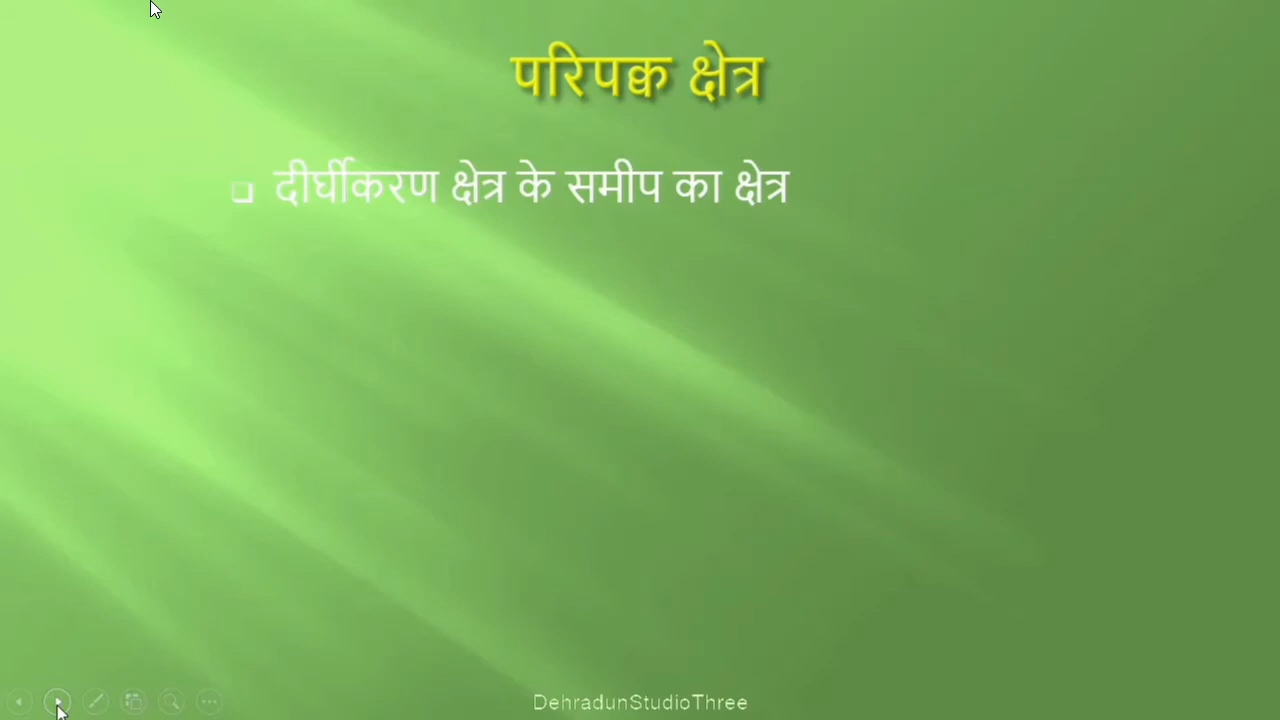 परिपक्व क्षेत्र
दीर्घीकरण क्षेत्र के समीप का क्षेत्र
DehradunStudioThree